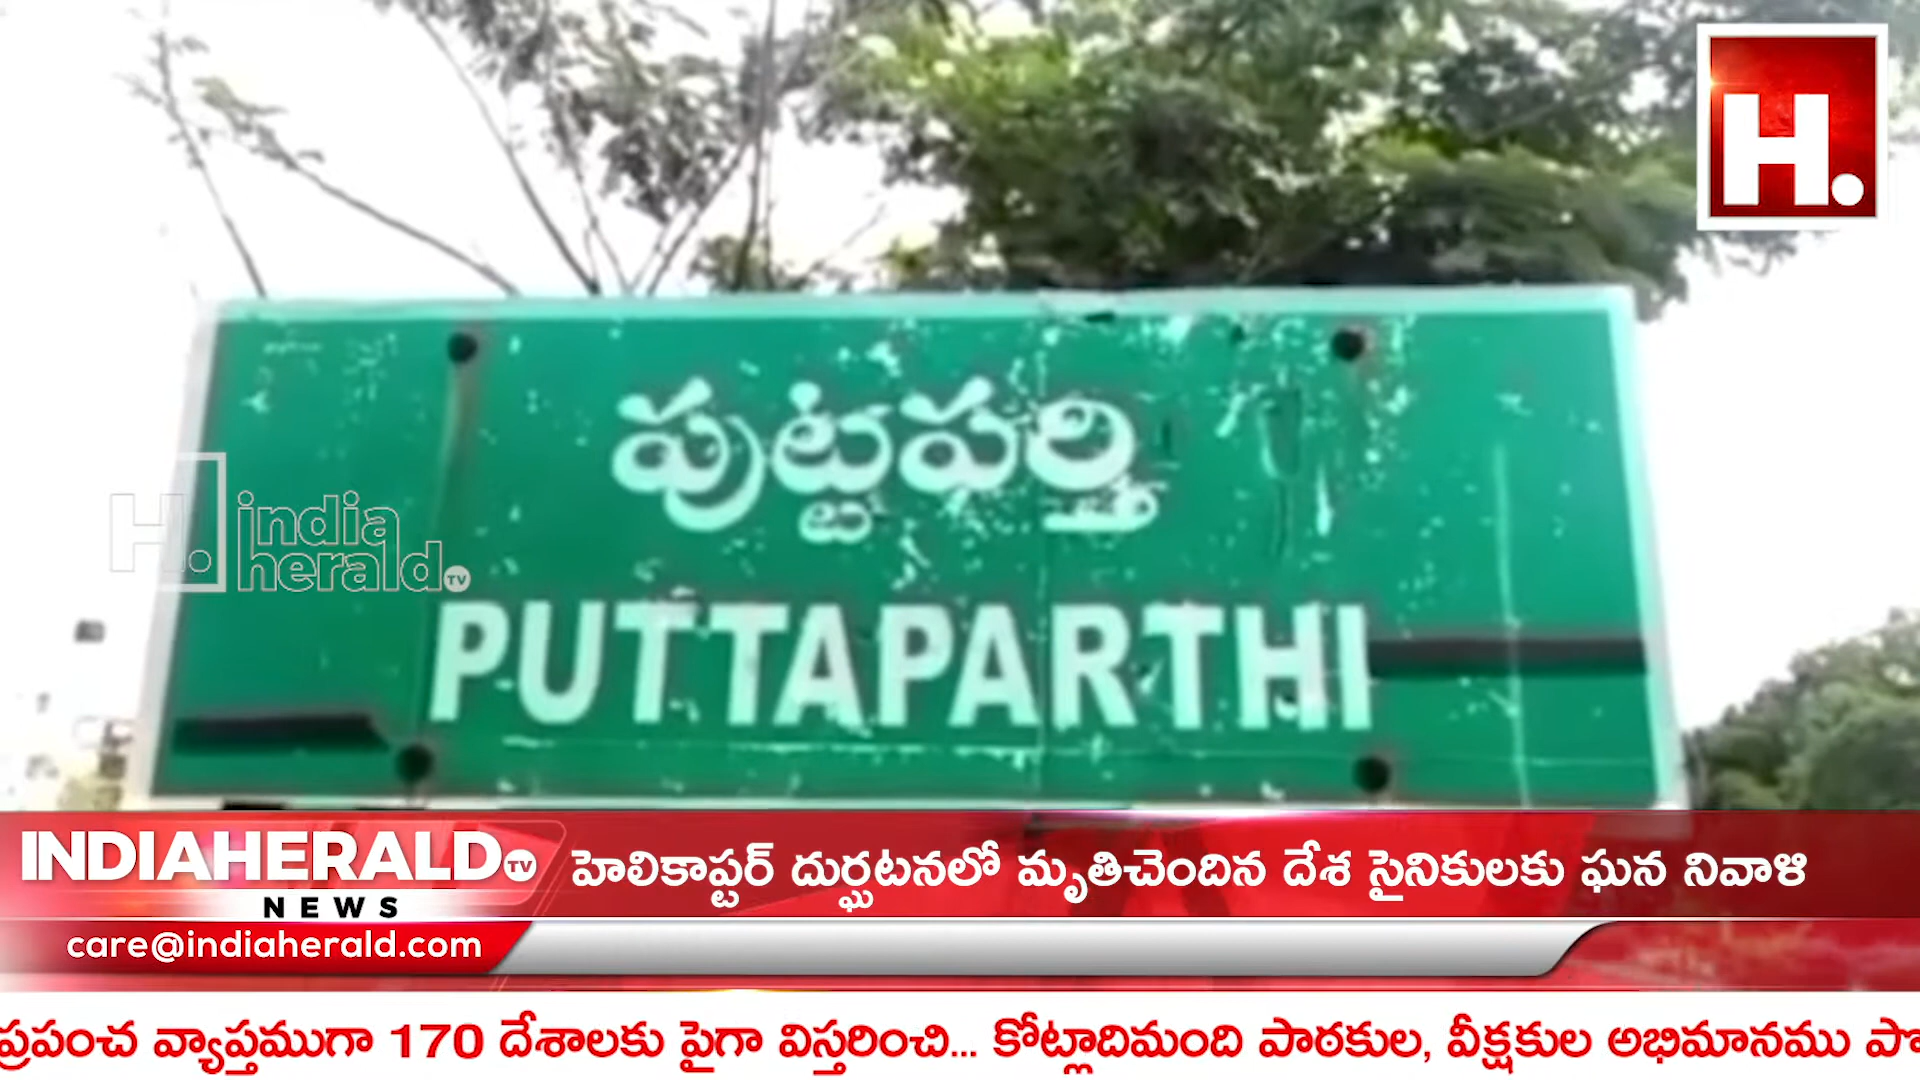 H.
పుట్టపర్తి
H. india herald TV
PUTTAPARTHI
INDIAHERALD TV
NEWS
హెలికాప్టర్ దుర్ఘటనలో మృతిచెందిన దేశ సైనికులకు ఘన నివాళి
care@indiaherald.com
ప్రపంచ వ్యాప్తముగా 170 దేశాలకు పైగా విస్తరించి... కోట్లాదిమంది పాఠకుల, వీక్షకుల అభిమానము